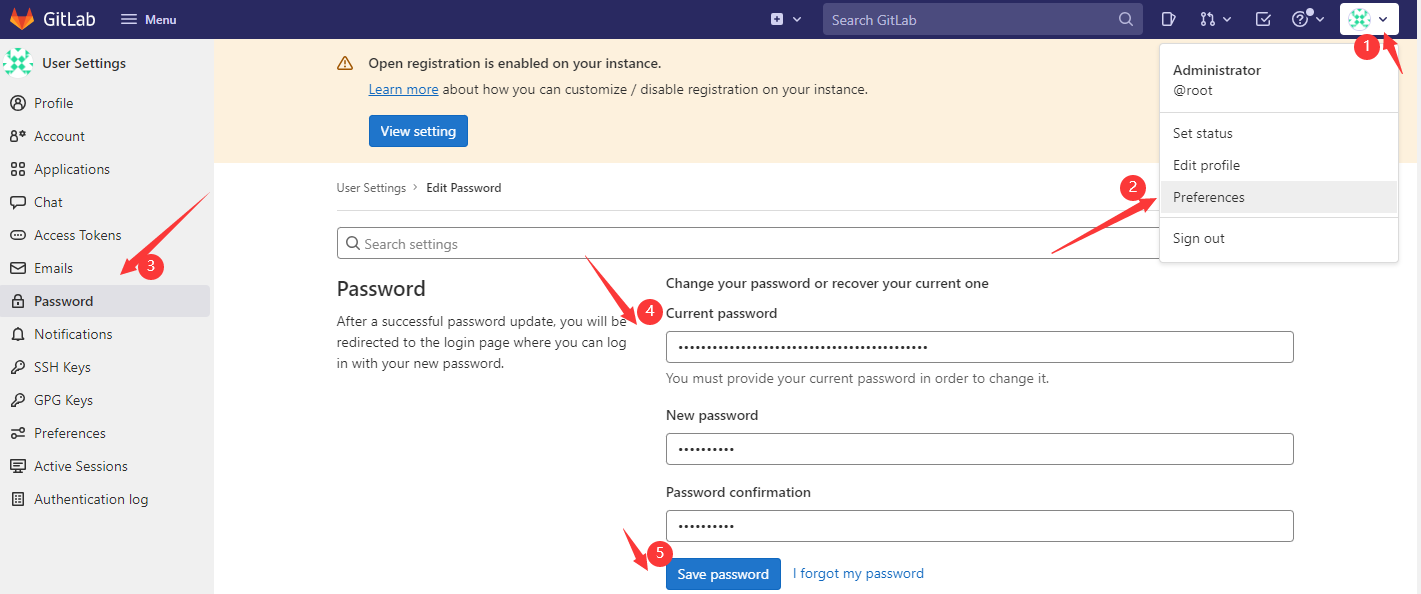 GitLab
Menu
Search GitLab
1
User Settings
Profile
Account
Applications
Chat
Access Tokens
3
Emails
Password
Notifications
SSH Keys
GPG Keys
Preferences
Active Sessions
Authentication log
Open registration is enabled on your instance.
Learn more about how you can customize / disable registration on your instance.
View setting
Administrator
@root
Set status
Edit profile
2
Preferences
Sign out
User Settings › Edit Password
Search settings
Password
After a successful password update, you will be
redirected to the login page where you can log
in with your new password.
Change your password or recover your current one
4
Current password
You must provide your current password in order to change it.
New password
Password confirmation
5
Save password
I forgot my password